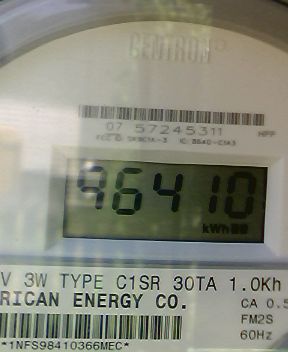 CENTRON
07 57245311 HPP
96410
kWh
V 3W TYPE C1SR 30TA 1.0Kh
RICAN ENERGY CO. CA 0.5
FM2S
*1NFS98410366MEC* 60Hz